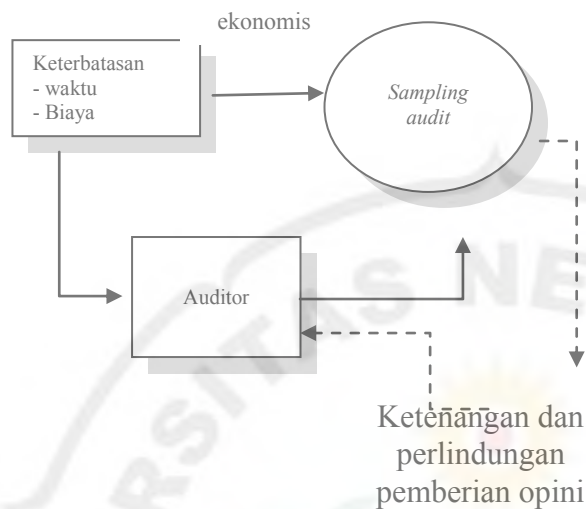 ekonomis
Keterbatasan
- waktu
- Biaya
Sampling
audit
Auditor
Ketenangan dan
perlindungan
pemberian opini